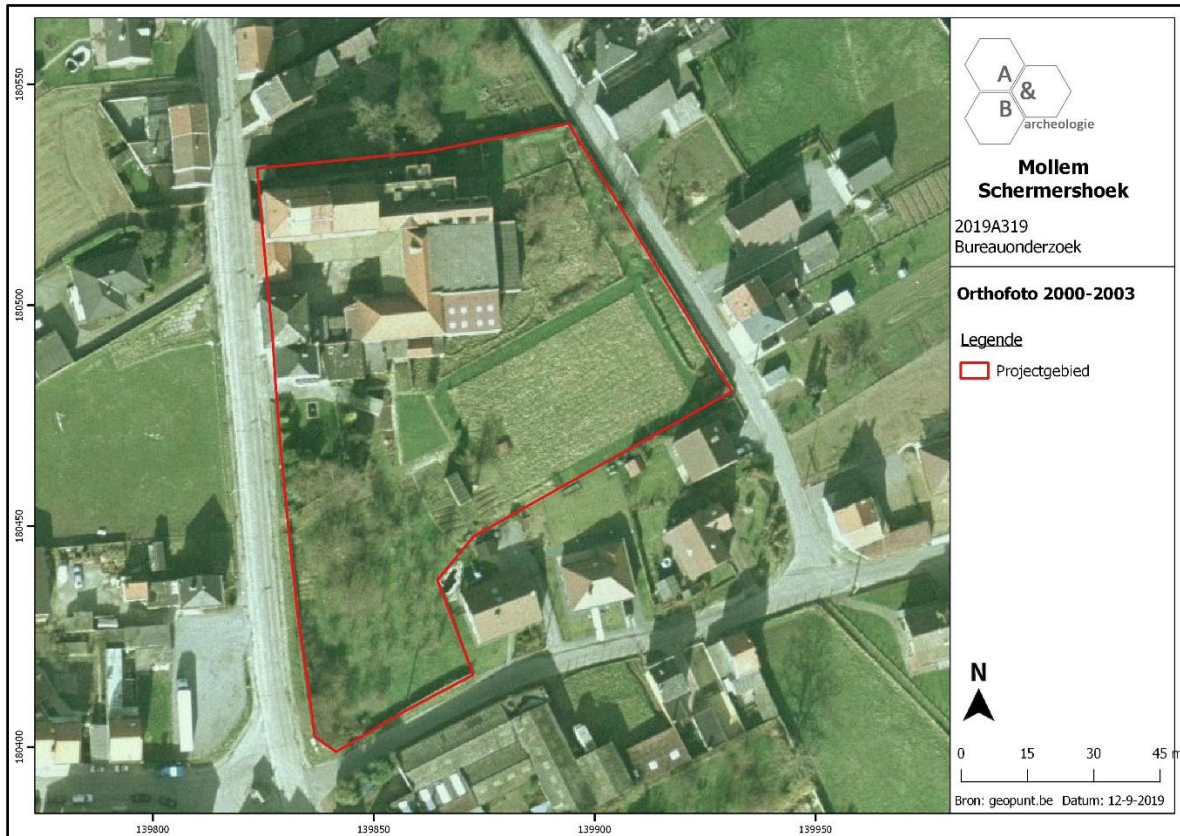 180550
180500
180450
180400
139800
139850
139900
139950
A
&
B
archeologie
Mollem
Schermershoek
2019A319
Bureauonderzoek
Orthofoto 2000-2003
Legende
Projectgebied
N
0 15 30 45 m
Bron: geopunt.be Datum: 12-9-2019